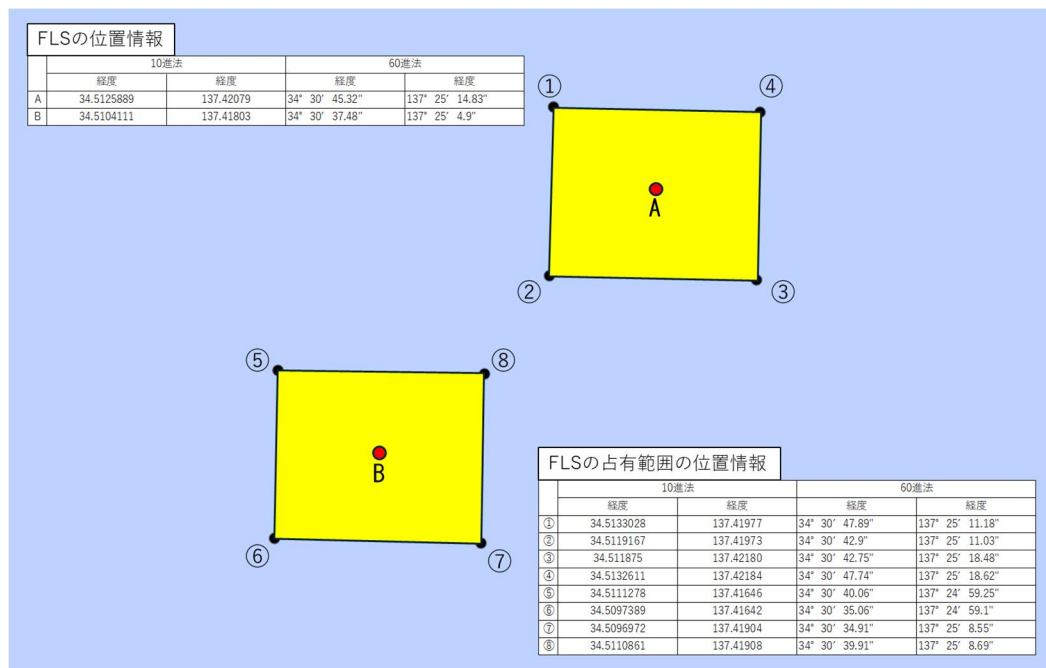 FLSの位置情報
10進法 60進法
経度 経度 経度 経度
A 34.5125889 137.42079 34° 30′ 45.32" 137° 25′ 14.83"
B 34.5104111 137.41803 34° 30′ 37.48" 137° 25′ 4.9"
① ④
A
② ③
⑤ ⑧
B
⑥ ⑦
FLSの占有範囲の位置情報
10進法 60進法
経度 経度 経度 経度
① 34.5133028 137.41977 34° 30′ 47.89" 137° 25′ 11.18"
② 34.5119167 137.41973 34° 30′ 42.9" 137° 25′ 11.03"
③ 34.511875 137.42180 34° 30′ 42.75" 137° 25′ 18.48"
④ 34.5132611 137.42184 34° 30′ 47.74" 137° 25′ 18.62"
⑤ 34.5111278 137.41646 34° 30′ 40.06" 137° 24′ 59.25"
⑥ 34.5097389 137.41642 34° 30′ 35.06" 137° 24′ 59.1"
⑦ 34.5096972 137.41904 34° 30′ 34.91" 137° 25′ 8.55"
⑧ 34.5110861 137.41908 34° 30′ 39.91" 137° 25′ 8.69"